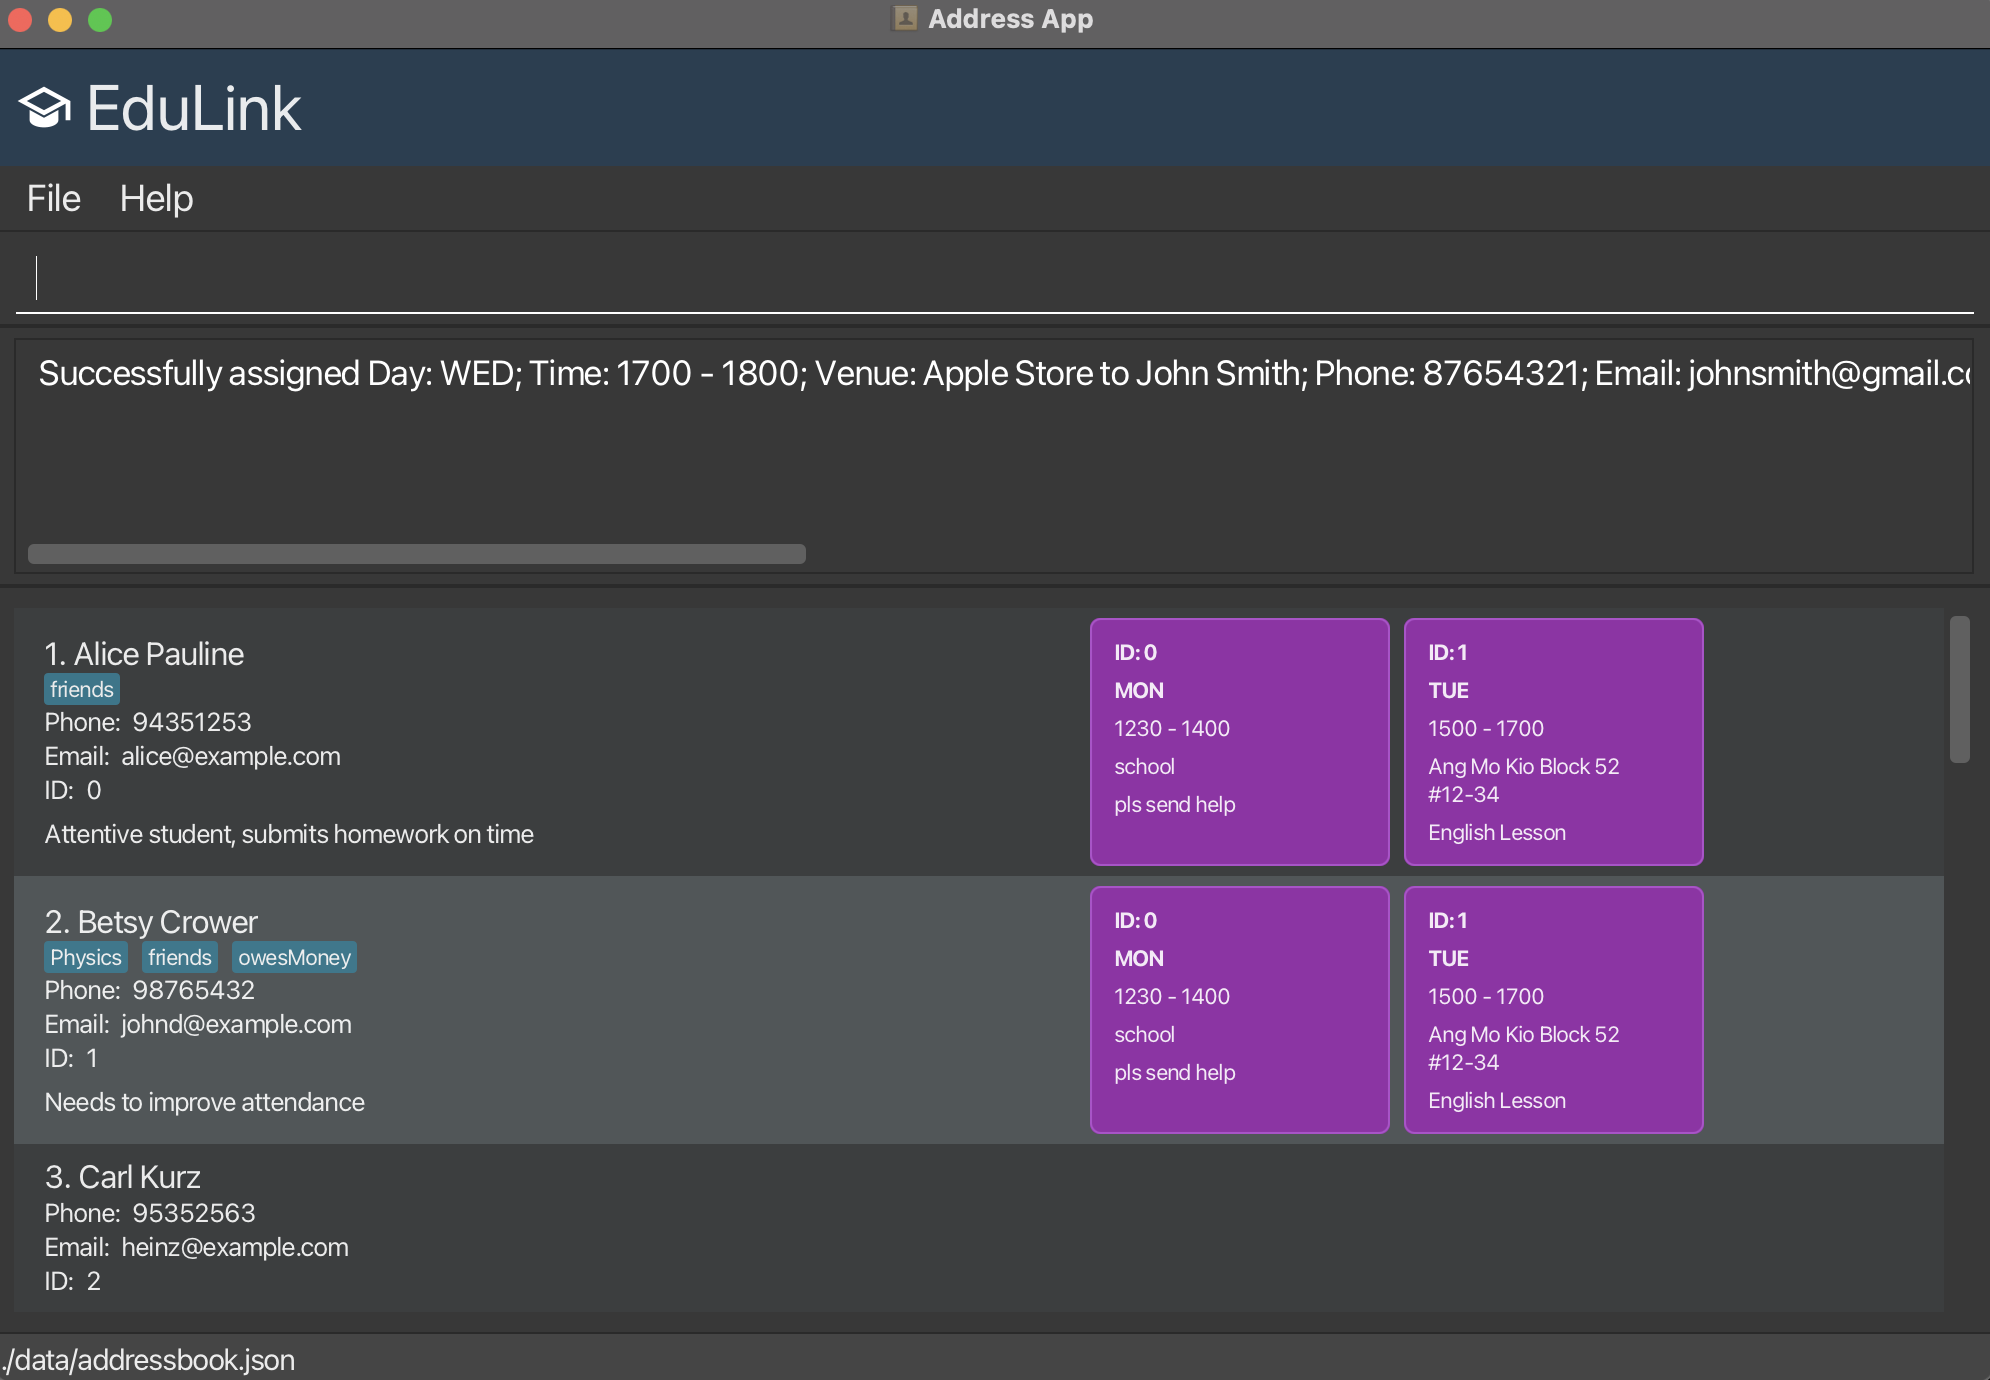 Address App
EduLink
File Help
Successfully assigned Day: WED; Time: 1700 - 1800; Venue: Apple Store to John Smith; Phone: 87654321; Email: johnsmith@gmail.co
1. Alice Pauline
friends
Phone: 94351253
Email: alice@example.com
ID: 0
Attentive student, submits homework on time
ID: 0
MON
1230 - 1400
school
pls send help
ID: 1
TUE
1500 - 1700
Ang Mo Kio Block 52
#12-34
English Lesson
2. Betsy Crower
Physics friends owesMoney
Phone: 98765432
Email: johnd@example.com
ID: 1
Needs to improve attendance
ID: 0
MON
1230 - 1400
school
pls send help
ID: 1
TUE
1500 - 1700
Ang Mo Kio Block 52
#12-34
English Lesson
3. Carl Kurz
Phone: 95352563
Email: heinz@example.com
ID: 2
./data/addressbook.json